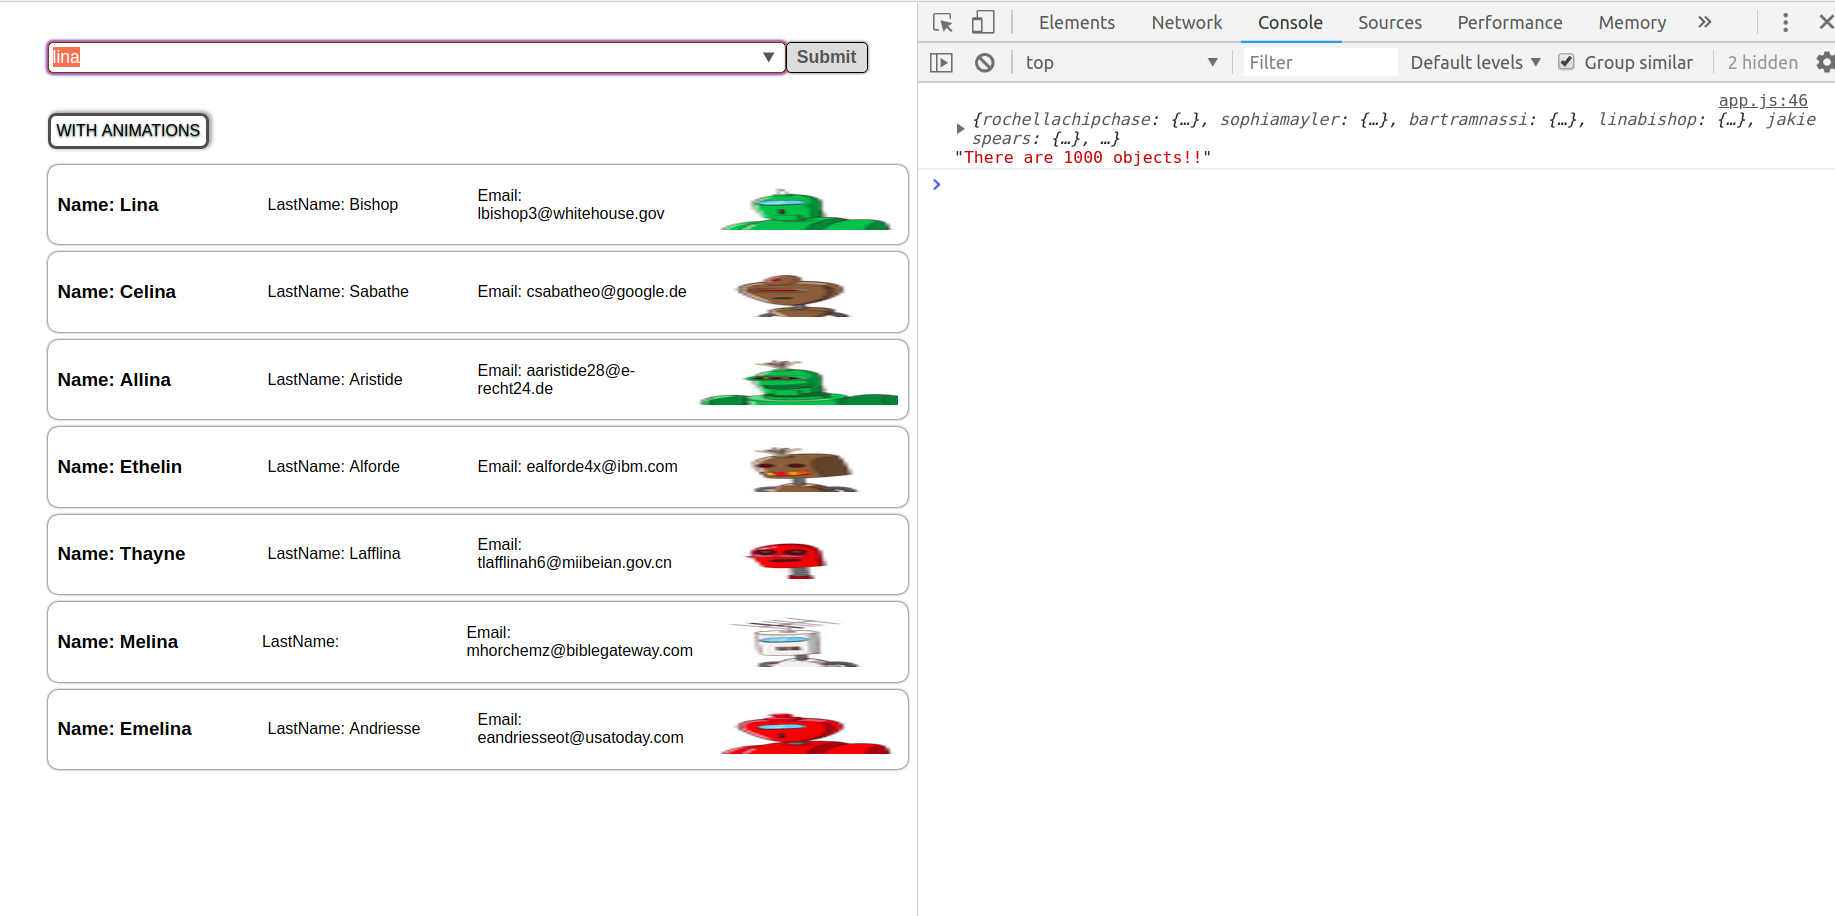 lina ▼ Submit
WITH ANIMATIONS
Name: Lina LastName: Bishop Email:
lbishop3@whitehouse.gov
Name: Celina LastName: Sabathe Email: csabatheo@google.de
Name: Allina LastName: Aristide Email: aaristide28@e-
recht24.de
Name: Ethelin LastName: Alforde Email: ealforde4x@ibm.com
Name: Thayne LastName: Lafflina Email:
tlafflinah6@miibeian.gov.cn
Name: Melina LastName: Email:
mhorchemz@biblegateway.com
Name: Emelina LastName: Andriesse Email:
eandriesseot@usatoday.com
Elements Network Console Sources Performance Memory »
top ▼ Filter Default levels ▼ Group similar 2 hidden
app.js:46
{rochellachipchase: {…}, sophiamayler: {…}, bartramnassi: {…}, linabishop: {…}, jakie
spears: {…}, …}
"There are 1000 objects!!"